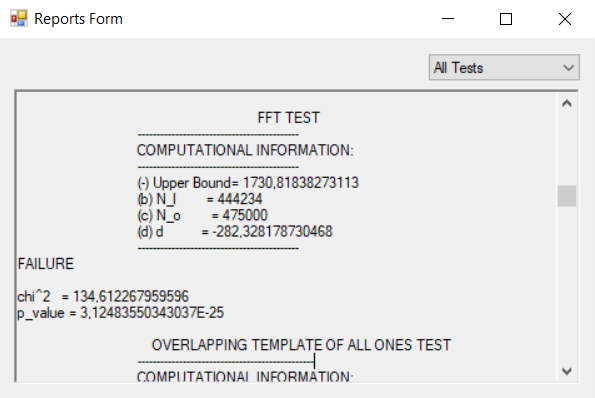 Reports Form
All Tests
FFT TEST
---------------------------------------------
COMPUTATIONAL INFORMATION:
---------------------------------------------
(-) Upper Bound= 1730,81838273113
(b) N_l = 444234
(c) N_o = 475000
(d) d = -282,328178730468
---------------------------------------------
FAILURE
chi^2 = 134,612267959596
p_value = 3,12483550343037E-25
OVERLAPPING TEMPLATE OF ALL ONES TEST
-------------------------------------------------
COMPUTATIONAL INFORMATION: